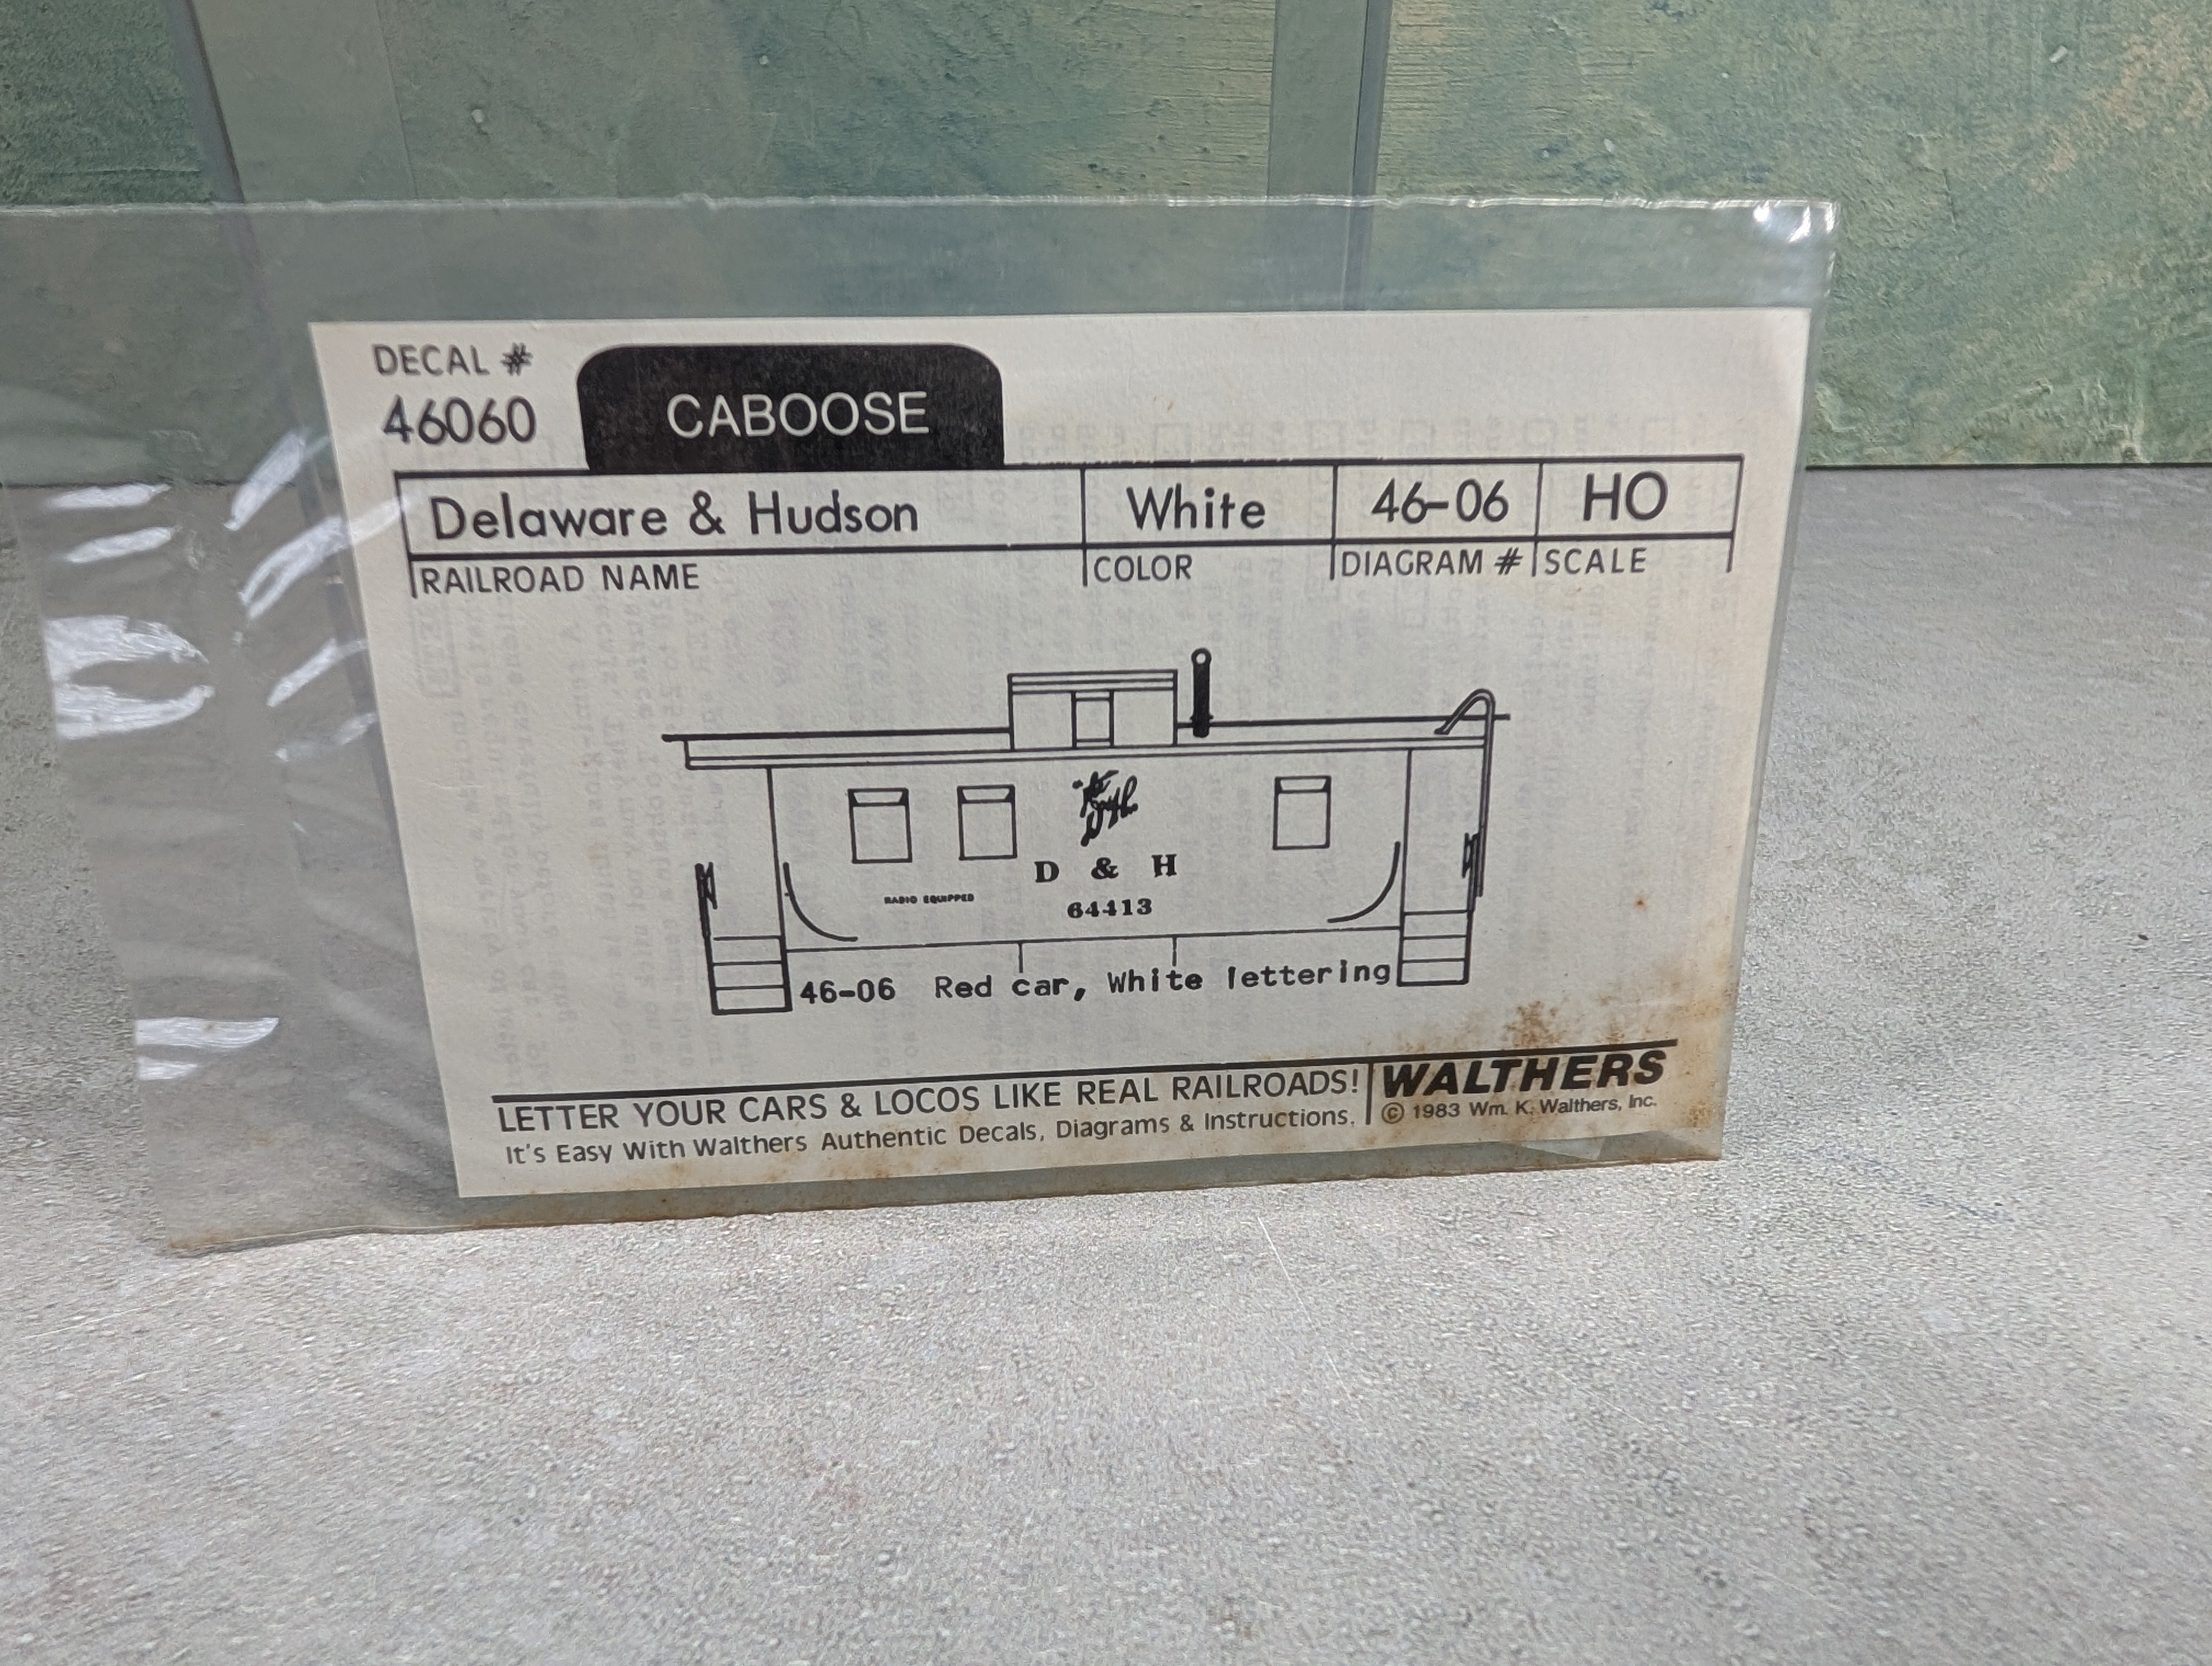 DECAL #
46060
CABOOSE
Delaware & Hudson White 46-06 HO
RAILROAD NAME COLOR DIAGRAM # SCALE
The D&H
D & H
RADIO EQUIPPED
64413
46-06 Red car, White lettering
LETTER YOUR CARS & LOCOS LIKE REAL RAILROADS!
It's Easy With Walthers Authentic Decals, Diagrams & Instructions.
WALTHERS
© 1983 Wm. K. Walthers, Inc.